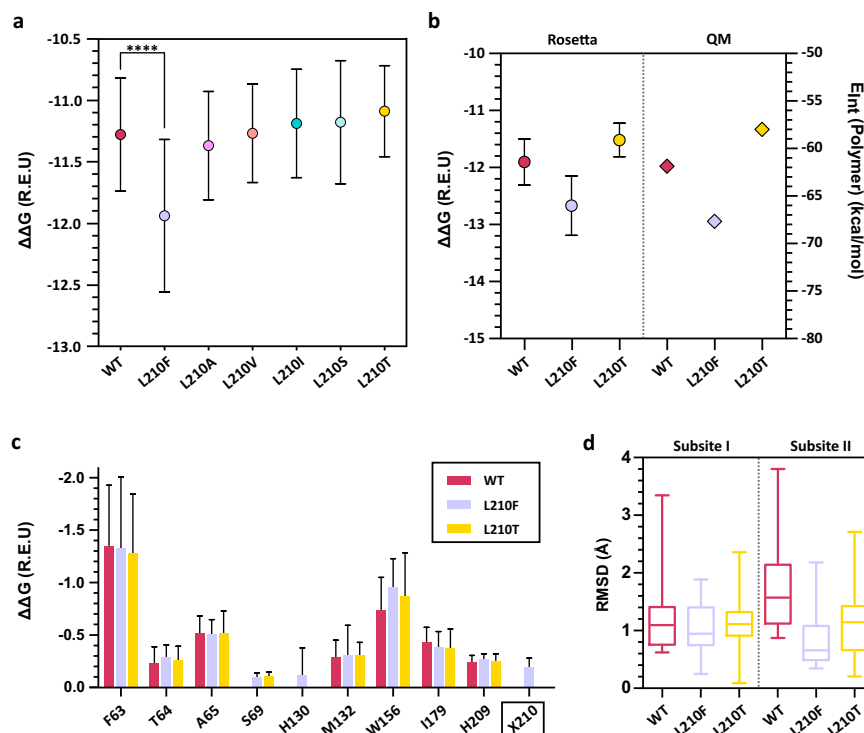 a
ΔΔG (R.E.U)
-10.5
-11.0
-11.5
-12.0
-12.5
-13.0
****
WT
L210F
L210A
L210V
L210I
L210S
L210T
b
Rosetta
QM
ΔΔG (R.E.U)
-10
-11
-12
-13
-14
-15
-50
-55
-60
-65
-70
-75
-80
EInt (Polymer) (kcal/mol)
WT
L210F
L210T
WT
L210F
L210T
c
ΔΔG (R.E.U)
-2.0
-1.5
-1.0
-0.5
0.0
WT
L210F
L210T
F63
T64
A65
S69
H130
M132
W156
I179
H209
X210
d
Subsite I
Subsite II
RMSD (Å)
4
3
2
1
0
WT
L210F
L210T
WT
L210F
L210T